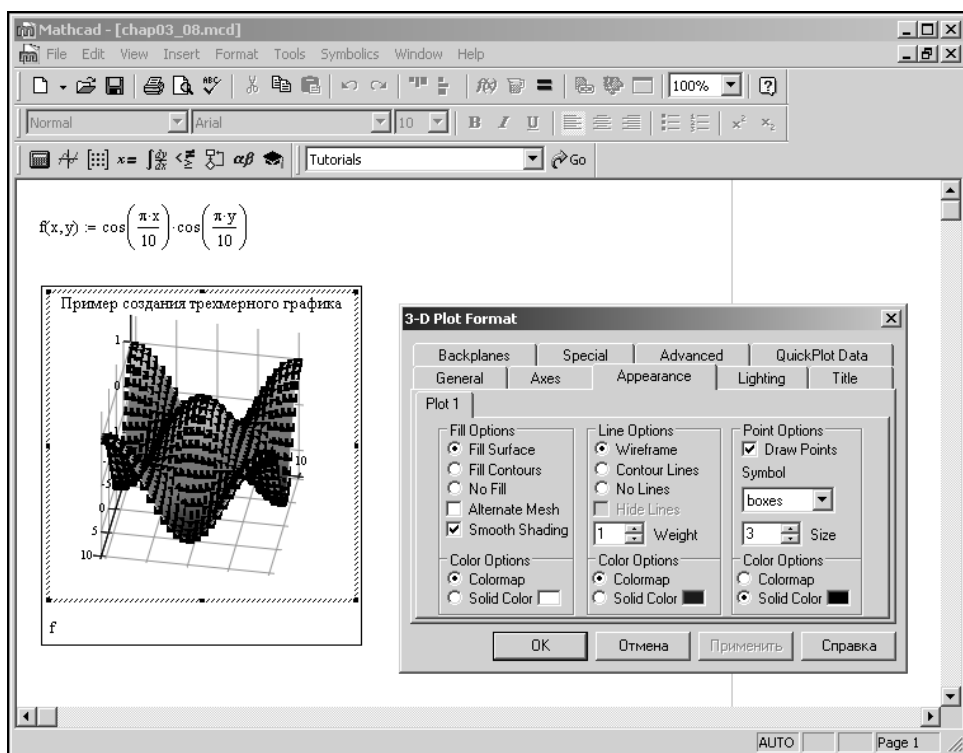 Mathcad - [chap03_08.mcd]
File Edit View Insert Format Tools Symbolics Window Help
100%
Normal Arial 10 B I U x² x₂
x= αβ Tutorials Go
f(x,y) := cos(π·x/10)·cos(π·y/10)
Пример создания трехмерного графика
1
0
-5
0
5
10
10
f
3-D Plot Format
Backplanes Special Advanced QuickPlot Data
General Axes Appearance Lighting Title
Plot 1
Fill Options Line Options Point Options
Fill Surface Wireframe Draw Points
Fill Contours Contour Lines Symbol
No Fill No Lines boxes
Alternate Mesh Hide Lines
Smooth Shading 1 Weight 3 Size
Color Options Color Options Color Options
Colormap Colormap Colormap
Solid Color Solid Color Solid Color
OK Отмена Применить Справка
AUTO Page 1